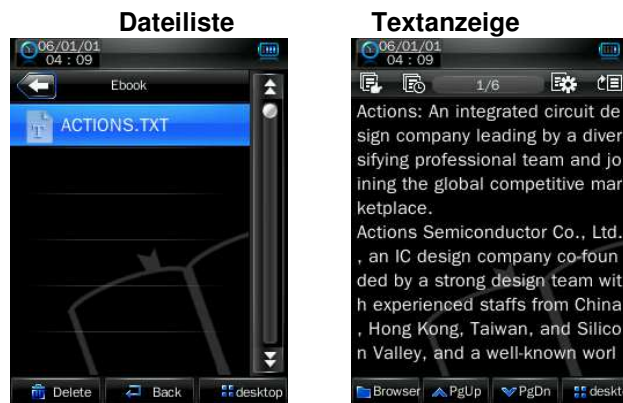 Dateiliste
06/01/01
04 : 09
Ebook
ACTIONS.TXT
Delete
Back
desktop
Textanzeige
06/01/01
04 : 09
1/6
Actions: An integrated circuit de
sign company leading by a diver
sifying professional team and jo
ining the global competitive mar
ketplace.
Actions Semiconductor Co., Ltd.
, an IC design company co-foun
ded by a strong design team wit
h experienced staffs from China
, Hong Kong, Taiwan, and Silico
n Valley, and a well-known worl
Browser
PgUp
PgDn
deskt